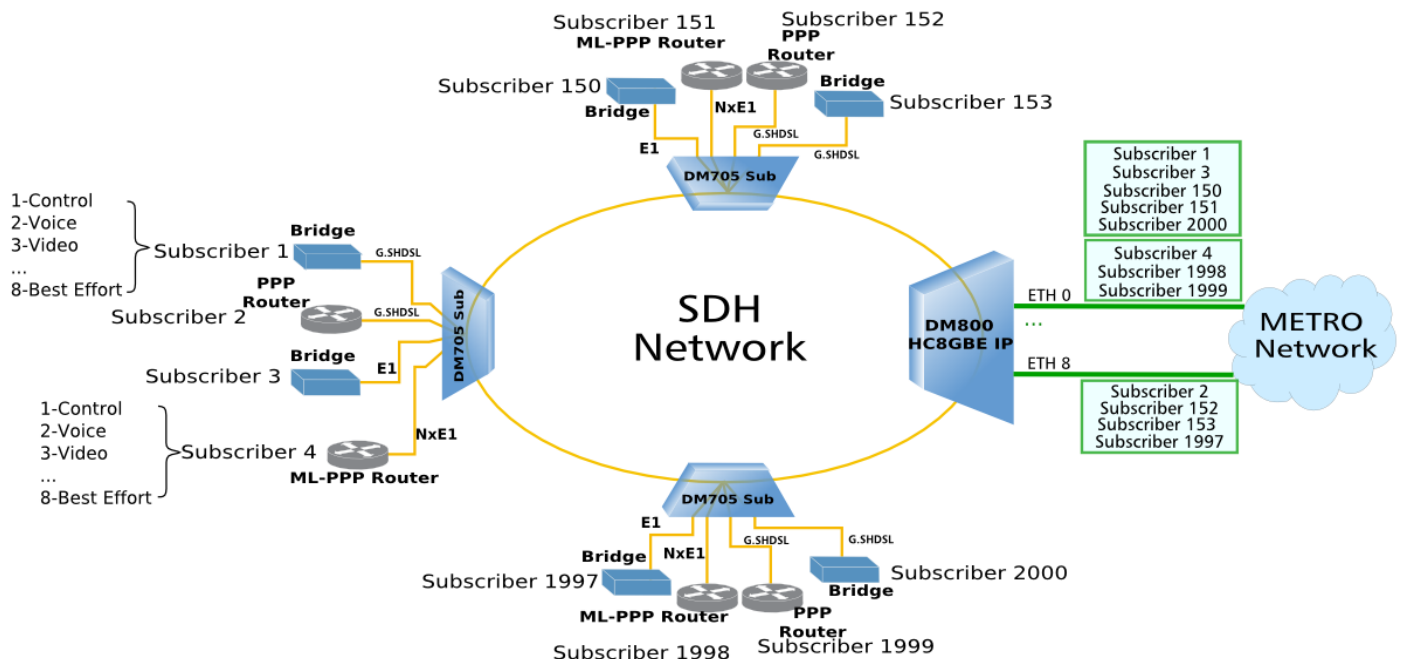 Subscriber 151
ML-PPP Router
Subscriber 152
PPP
Router
Subscriber 150
Bridge
NxE1
Bridge
Subscriber 153
E1
G.SHDSL
G.SHDSL
DM705 Sub
1-Control
2-Voice
3-Video
...
8-Best Effort
Subscriber 1
Bridge
G.SHDSL
PPP
Router
Subscriber 2
G.SHDSL
Bridge
Subscriber 3
E1
1-Control
2-Voice
3-Video
...
8-Best Effort
Subscriber 4
NxE1
ML-PPP Router
DM705 Sub
SDH
Network
DM800
HC8GBE IP
ETH 0
...
ETH 8
Subscriber 1
Subscriber 3
Subscriber 150
Subscriber 151
Subscriber 2000
Subscriber 4
Subscriber 1998
Subscriber 1999
METRO
Network
Subscriber 2
Subscriber 152
Subscriber 153
Subscriber 1997
DM705 Sub
E1
NxE1
G.SHDSL
G.SHDSL
Bridge
Subscriber 1997
ML-PPP Router
Subscriber 1998
PPP
Router
Subscriber 1999
Subscriber 2000
Bridge